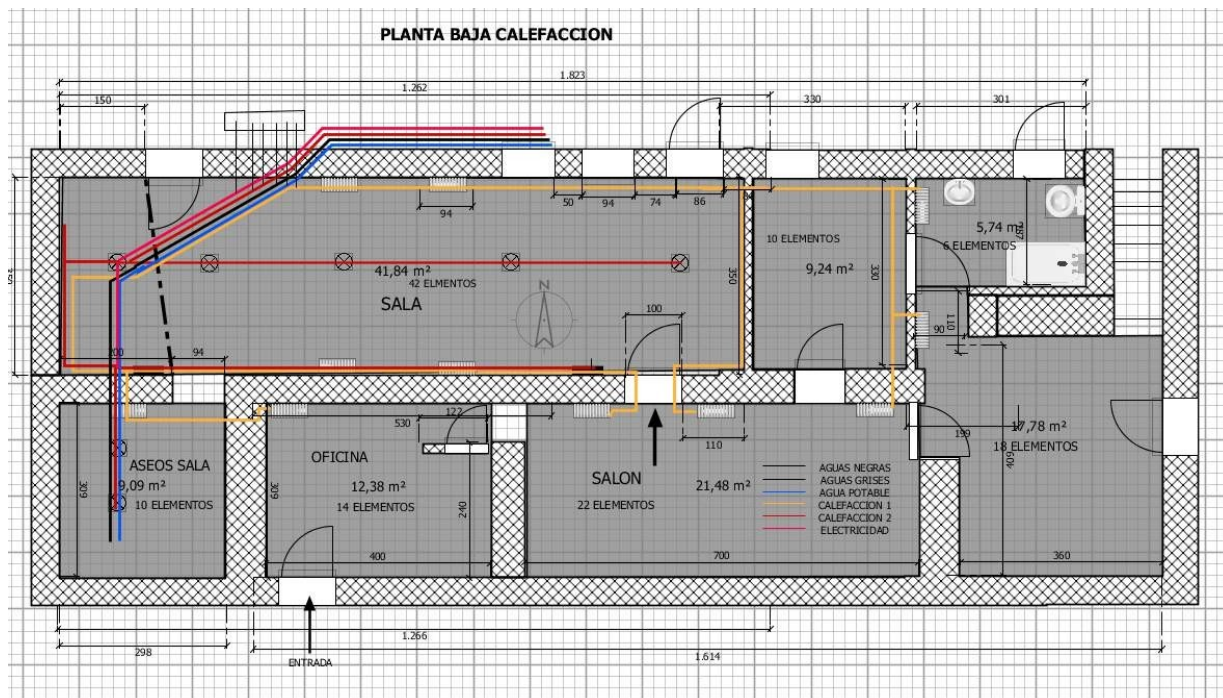 PLANTA BAJA CALEFACCION
1.823
1.262
150
330
301
94
50
94
74
86
10 ELEMENTOS
5,74 m²
6 ELEMENTOS
187
41,84 m²
42 ELMENTOS
9,24 m²
350
330
SALA
N
100
110
90
200
94
122
530
110
199
17,78 m²
18 ELEMENTOS
409
ASEOS SALA
9,09 m²
10 ELEMENTOS
309
OFICINA
12,38 m²
14 ELEMENTOS
309
240
SALON
21,48 m²
22 ELEMENTOS
AGUAS NEGRAS
AGUAS GRISES
AGUA POTABLE
CALEFACCION 1
CALEFACCION 2
ELECTRICIDAD
400
700
360
1.266
298
ENTRADA
1.614